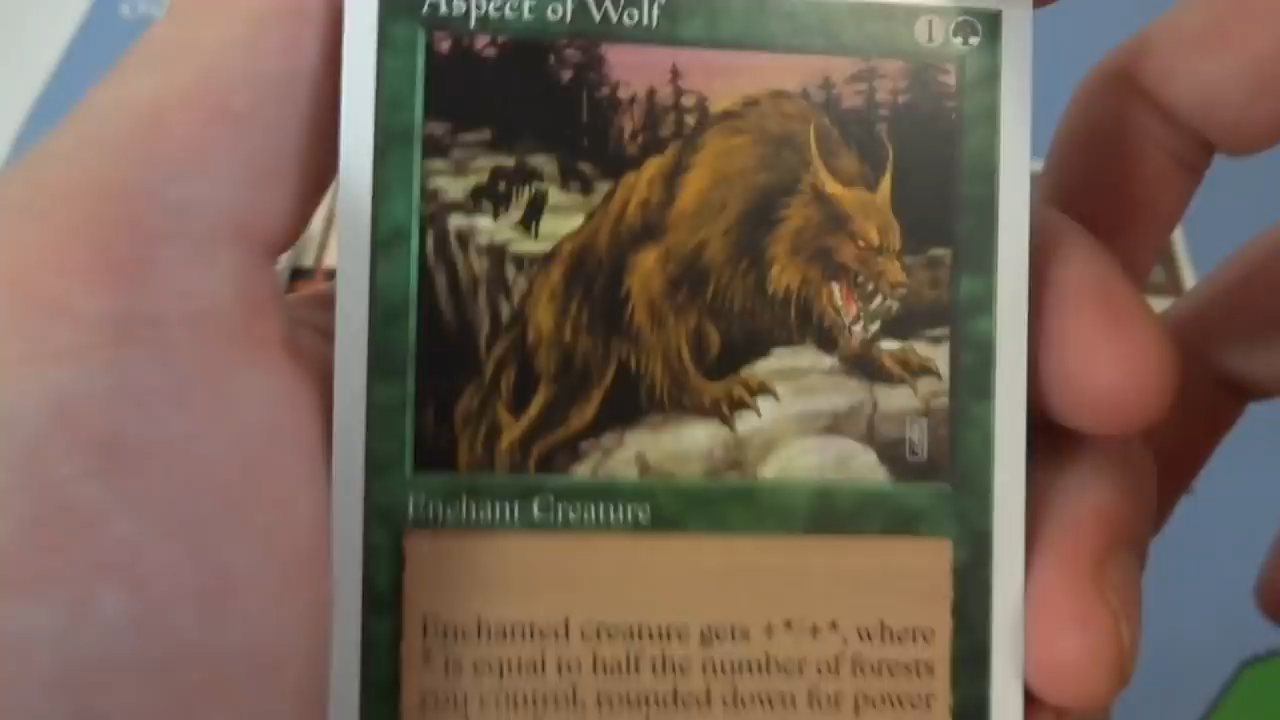 Aspect of Wolf
1
Enchant Creature
Enchanted creature gets +*/+*, where
* is equal to half the number of forests
you control, rounded down for power